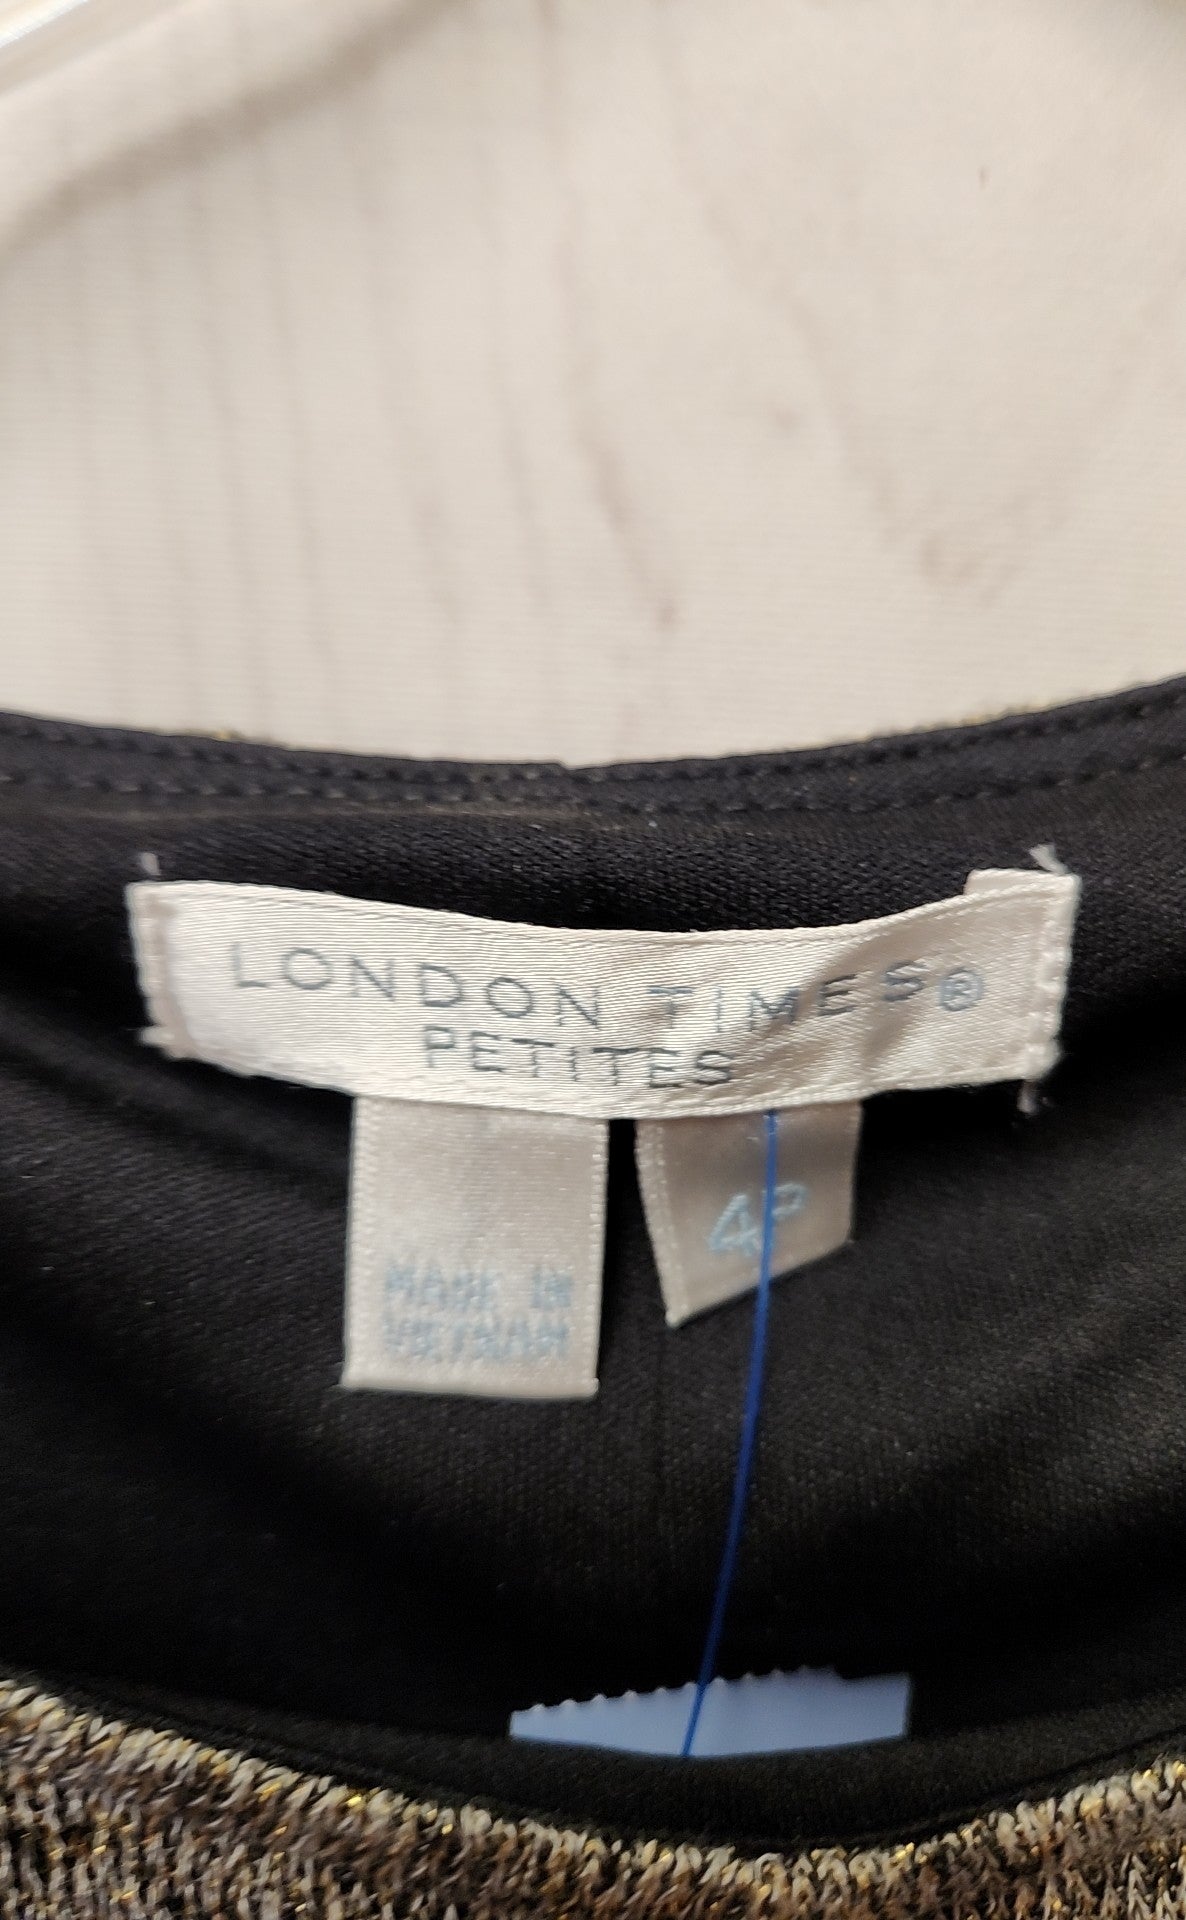 LONDON TIMES®
PETITES
MADE IN
VIETNAM
4P